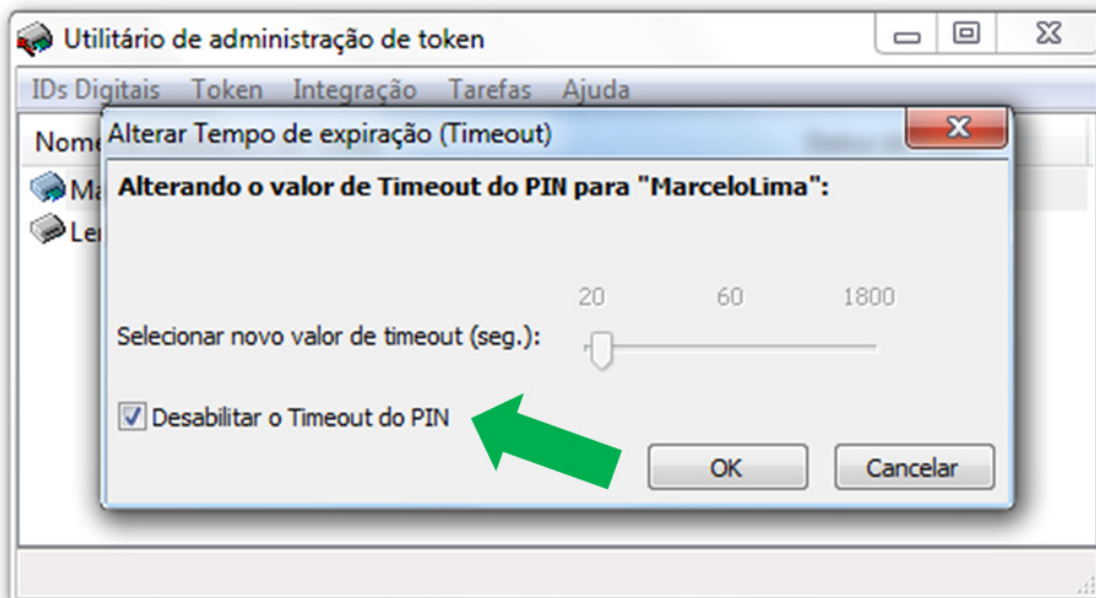 Utilitário de administração de token
IDs Digitais Token Integração Tarefas Ajuda
Alterar Tempo de expiração (Timeout)
Alterando o valor de Timeout do PIN para "MarceloLima":
20 60 1800
Selecionar novo valor de timeout (seg.):
Desabilitar o Timeout do PIN
OK Cancelar